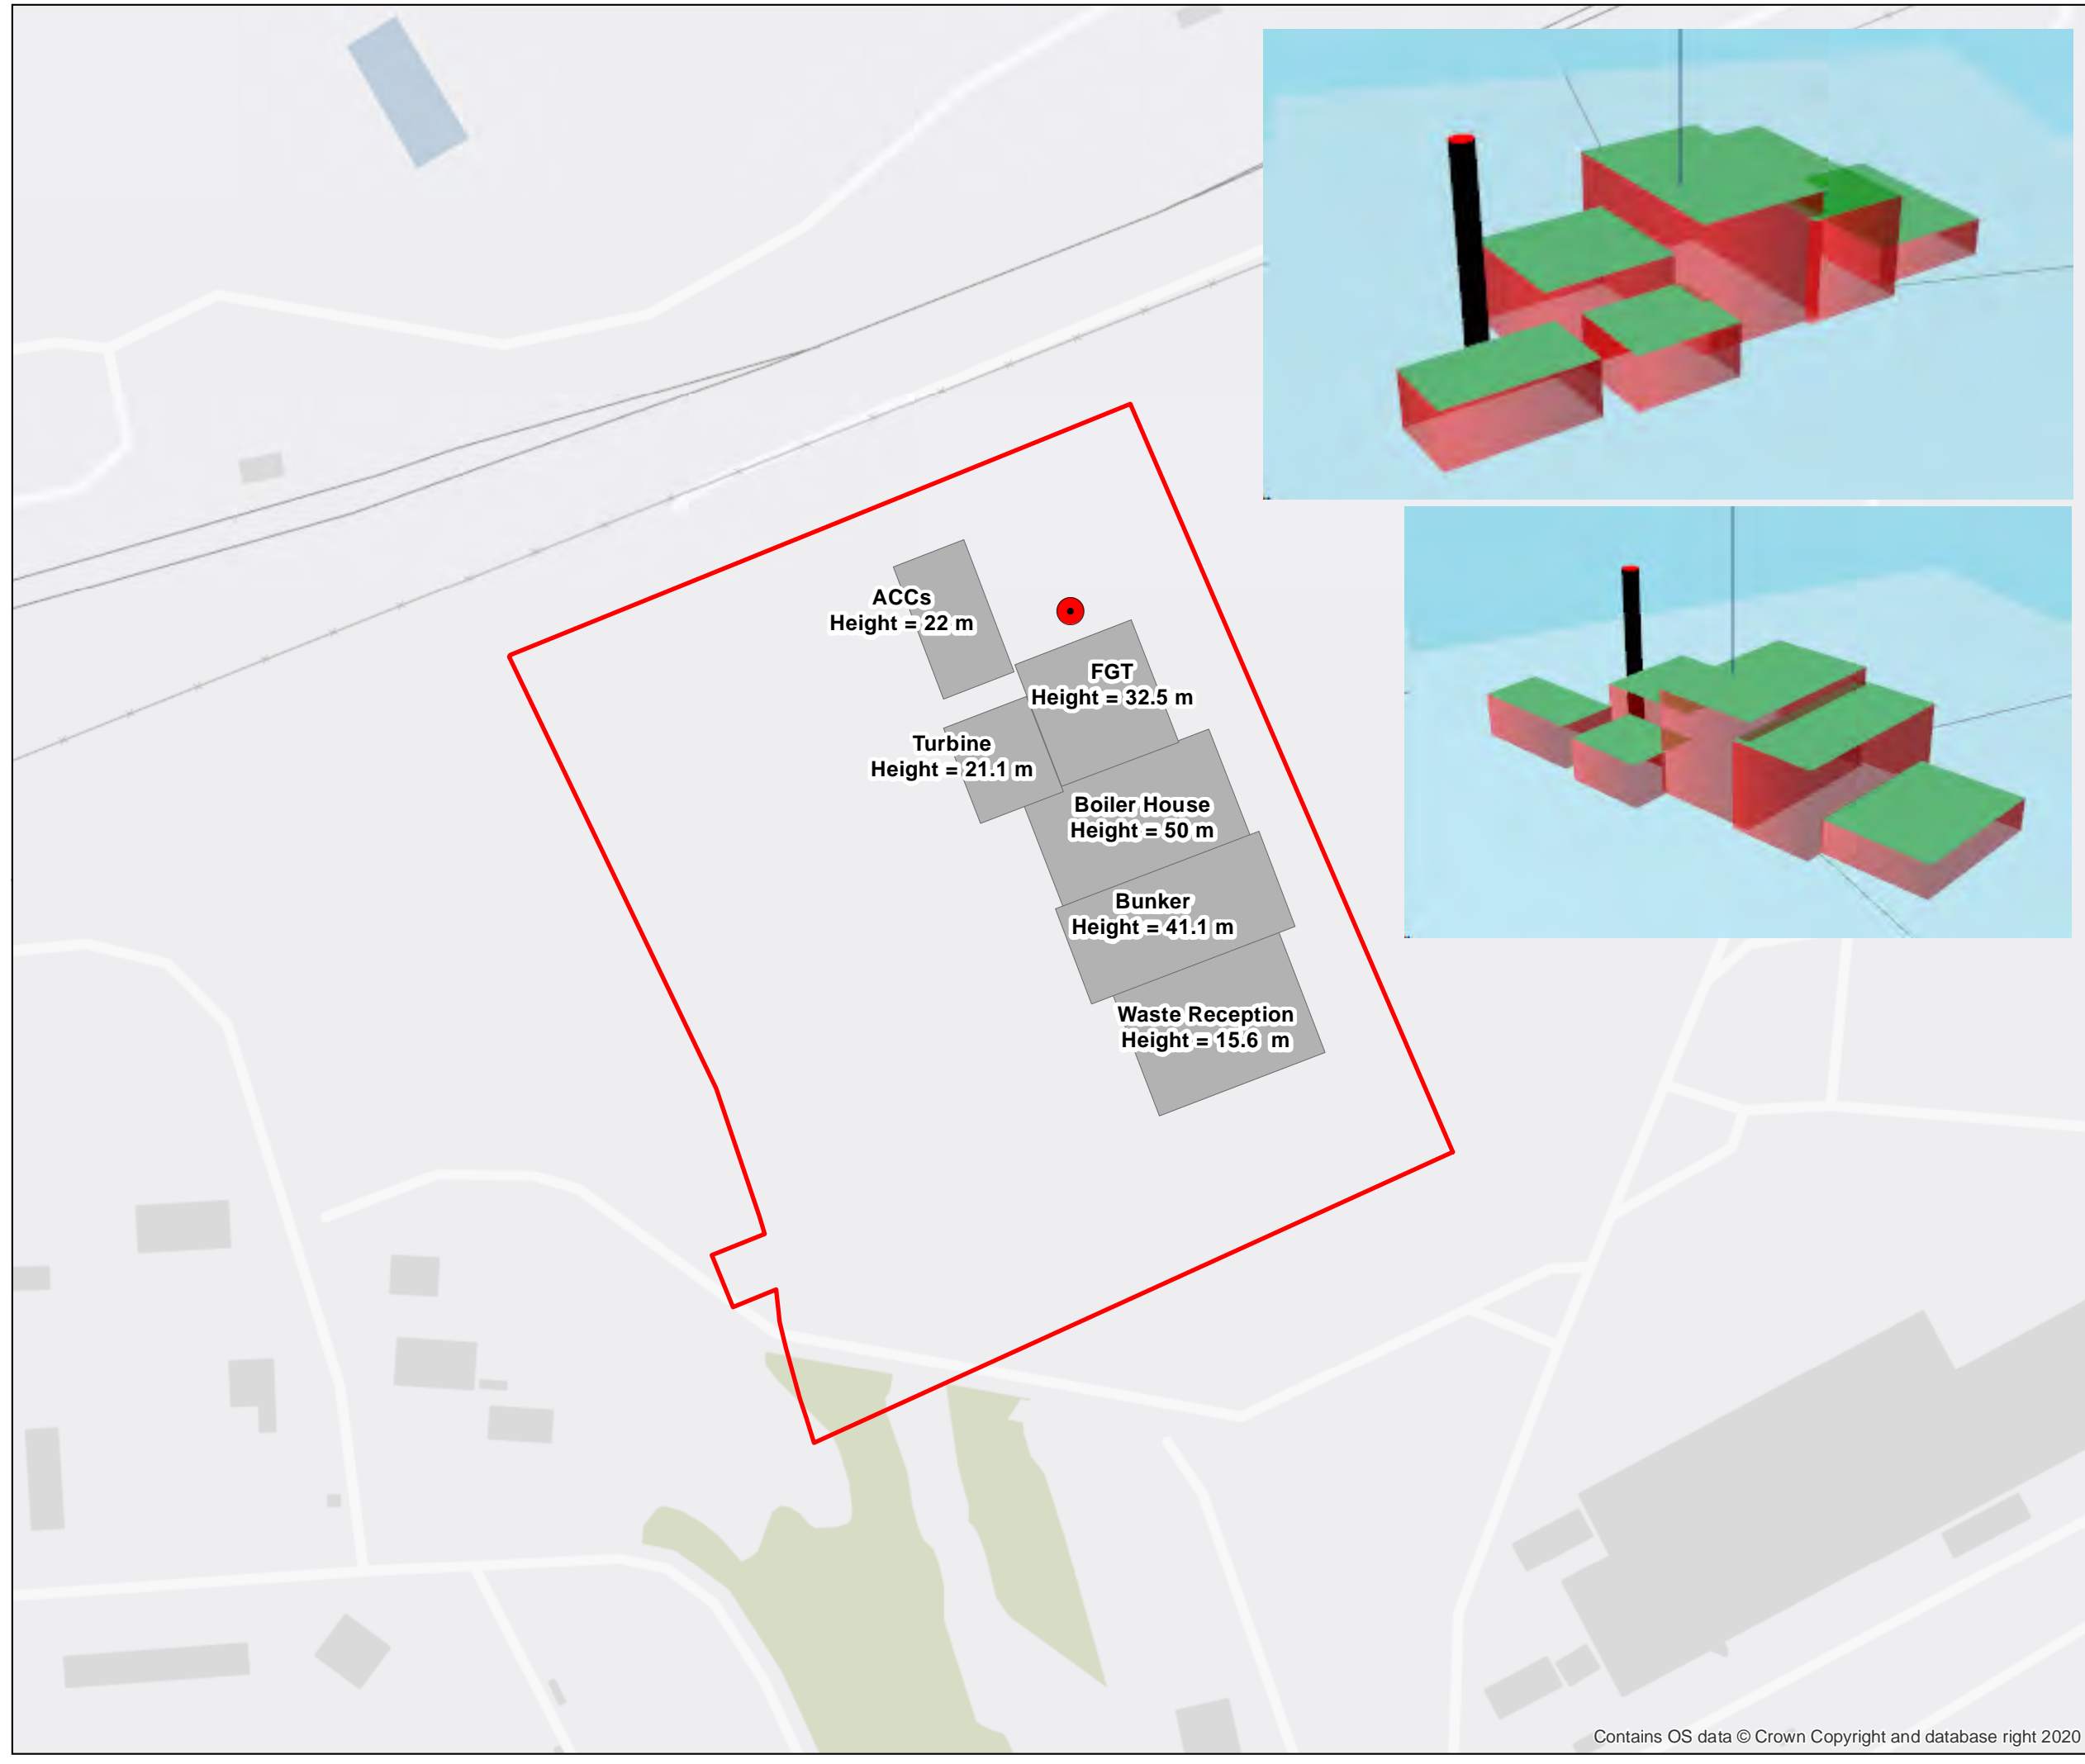 ACCs
Height = 22 m
FGT
Height = 32.5 m
Turbine
Height = 21.1 m
Boiler House
Height = 50 m
Bunker
Height = 41.1 m
Waste Reception
Height = 15.6 m
Contains OS data © Crown Copyright and database right 2020